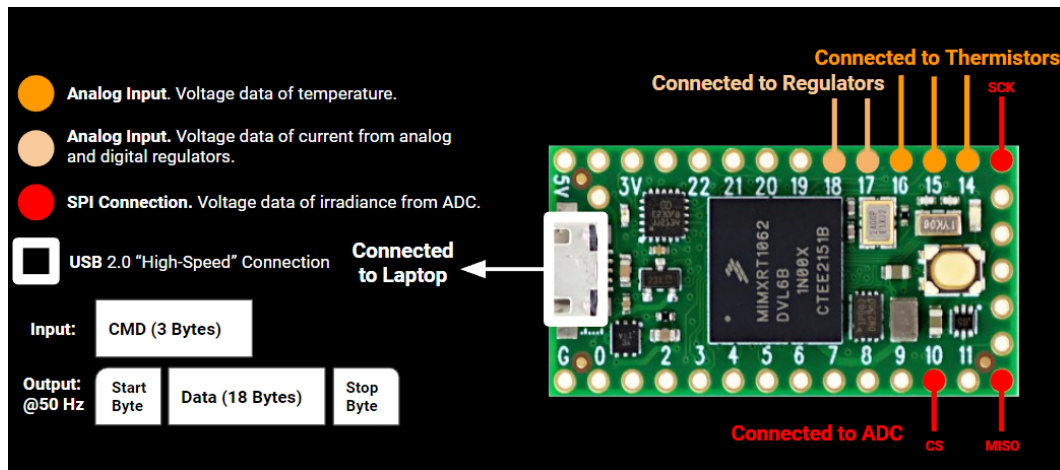 Connected to Thermistors
Connected to Regulators
SCK
Analog Input. Voltage data of temperature.
Analog Input. Voltage data of current from analog
and digital regulators.
SPI Connection. Voltage data of irradiance from ADC.
USB 2.0 “High-Speed” Connection
Connected
to Laptop
Input:
CMD (3 Bytes)
Output:
@50 Hz
Start
Byte
Data (18 Bytes)
Stop
Byte
5V 3V 22 21 20 19 18 17 16 15 14
MIMXRT1062
DVL6B
1N00X
CTEE2151B
G 0 2 3 4 5 6 7 8 9 10 11
Connected to ADC
CS
MISO